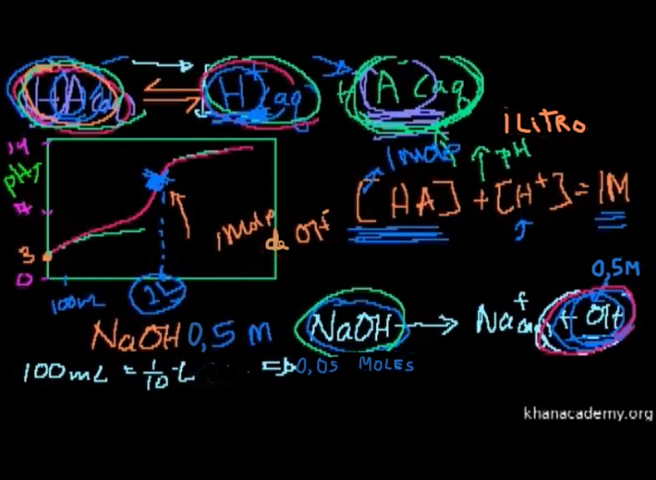 HA(aq) ⇌ H+(aq) + A-(aq)
1 LiTRO
14
pH
7
3
0
100mL
2L
1 mol
pH
[HA] + [H+] = 1M
1 mol
de OH-
0,5M
NaOH 0,5 M
NaOH → Na+(aq) + OH-
100 mL = 1/10 L ⇒ 0,05 MOLES
khanacademy.org